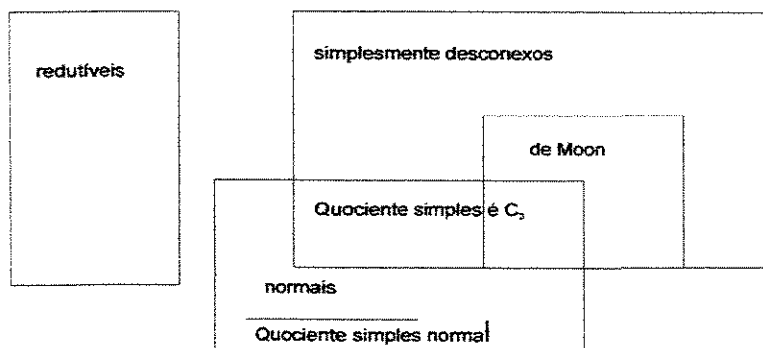 simplesmente desconexos
redutíveis
de Moon
Quociente simples é C₃
normais
Quociente simples normal